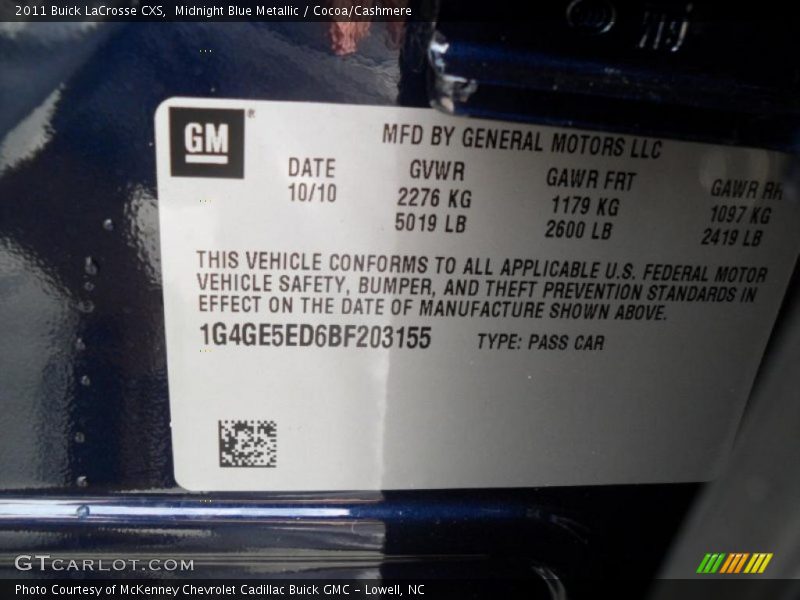 2011 Buick LaCrosse CXS, Midnight Blue Metallic / Cocoa/Cashmere
GM ®
MFD BY GENERAL MOTORS LLC
DATE GVWR GAWR FRT GAWR RR
10/10 2276 KG 1179 KG 1097 KG
5019 LB 2600 LB 2419 LB
THIS VEHICLE CONFORMS TO ALL APPLICABLE U.S. FEDERAL MOTOR
VEHICLE SAFETY, BUMPER, AND THEFT PREVENTION STANDARDS IN
EFFECT ON THE DATE OF MANUFACTURE SHOWN ABOVE.
1G4GE5ED6BF203155 TYPE: PASS CAR
GTCARLOT.COM
Photo Courtesy of McKenney Chevrolet Cadillac Buick GMC - Lowell, NC